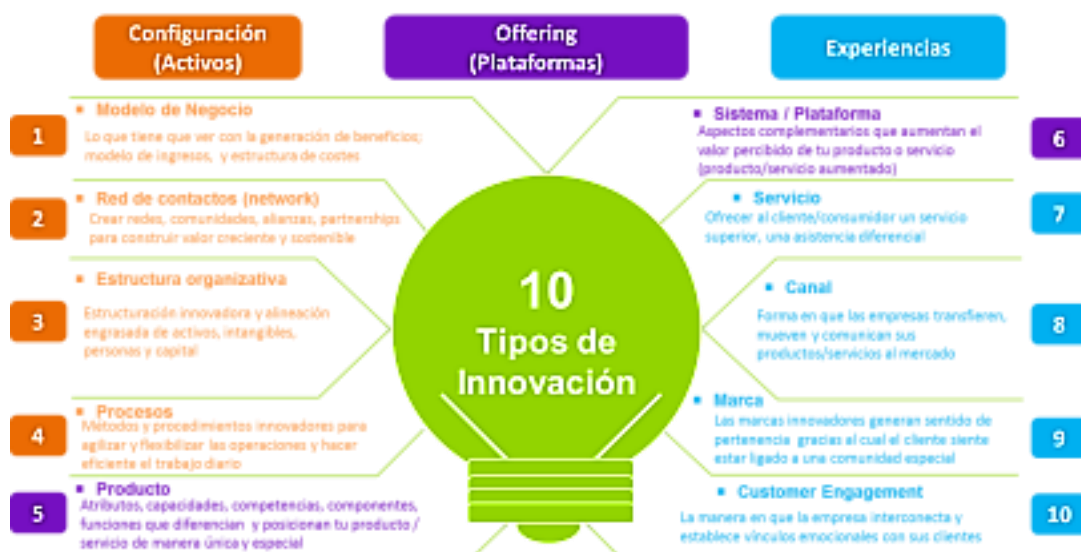 Configuración
(Activos)
Offering
(Plataformas)
Experiencias
1
Modelo de Negocio
Lo que tiene que ver con la generación de beneficios;
modelo de ingresos, y estructura de costes
2
Red de contactos (network)
Crear redes, comunidades, alianzas, partnerships
para construir valor creciente y sostenible
3
Estructura organizativa
Estructuración innovadora y alineación
engrasada de activos, intangibles,
personas y capital
4
Procesos
Métodos y procedimientos innovadores para
agilizar y flexibilizar las operaciones y hacer
eficiente el trabajo diario
5
Producto
Atributos, capacidades, competencias, componentes,
funciones que diferencian y posicionan tu producto /
servicio de manera única y especial
10
Tipos de
Innovación
Sistema / Plataforma
6
Aspectos complementarios que aumentan el
valor percibido de tu producto o servicio
(producto/servicio aumentado)
Servicio
7
Ofrecer al cliente/consumidor un servicio
superior, una asistencia diferencial
Canal
8
Forma en que las empresas transfieren,
mueven y comunican sus
productos/servicios al mercado
Marca
9
Las marcas innovadores generan sentido de
pertenencia gracias al cual el cliente siente
estar ligado a una comunidad especial
Customer Engagement
10
La manera en que la empresa interconecta y
establece vínculos emocionales con sus clientes